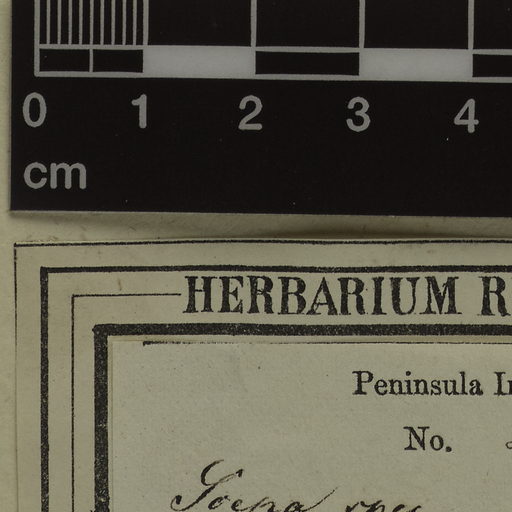 0 1 2 3 4
cm
HERBARIUM R
Peninsula I
No.